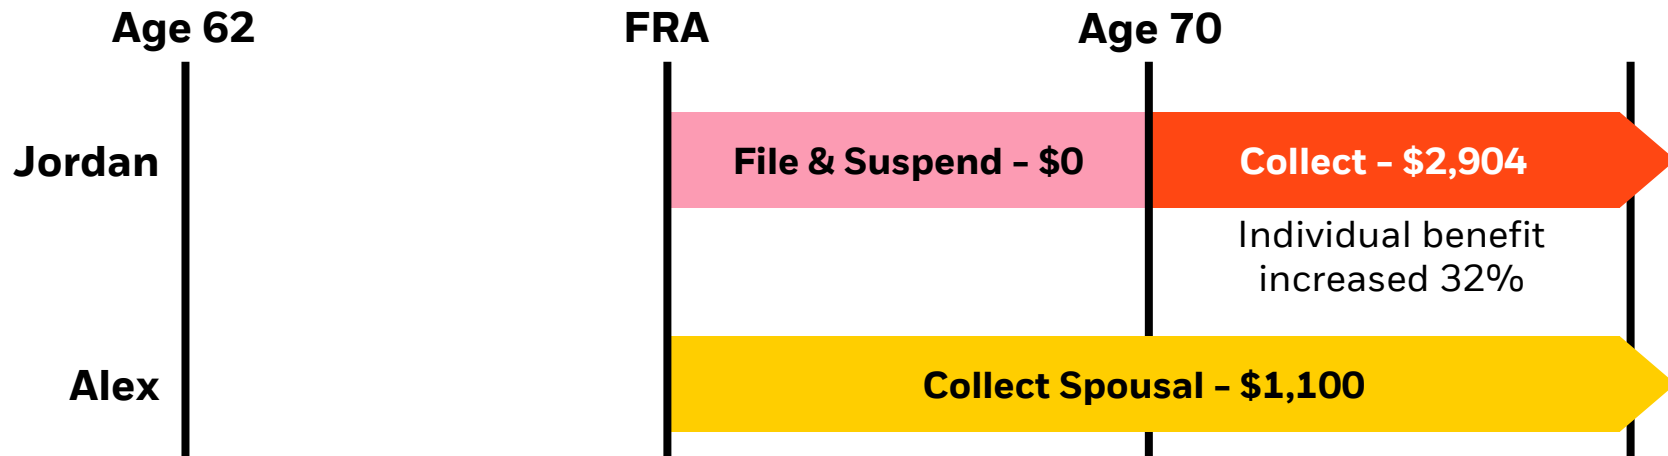 Age 62
FRA
Age 70
Jordan
File & Suspend – $0
Collect – $2,904
Individual benefit
increased 32%
Alex
Collect Spousal – $1,100